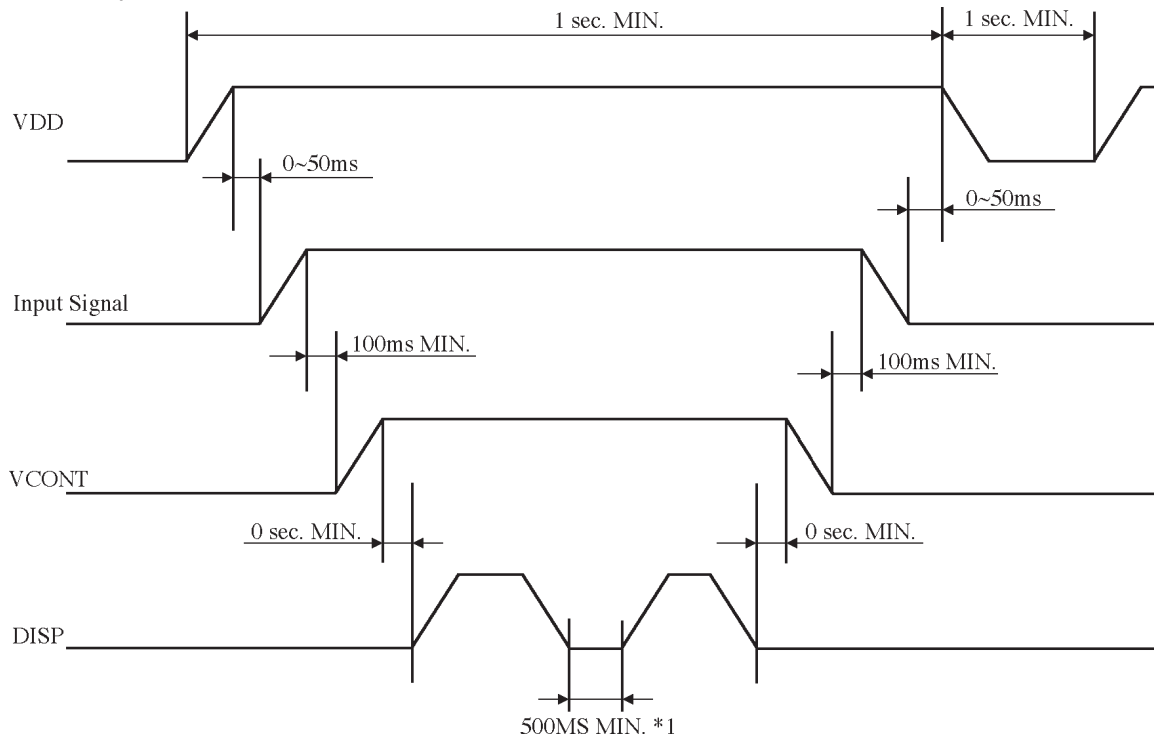 1 sec. MIN.
1 sec. MIN.
VDD
0~50ms
0~50ms
Input Signal
100ms MIN.
100ms MIN.
VCONT
0 sec. MIN.
0 sec. MIN.
DISP
500MS MIN. *1